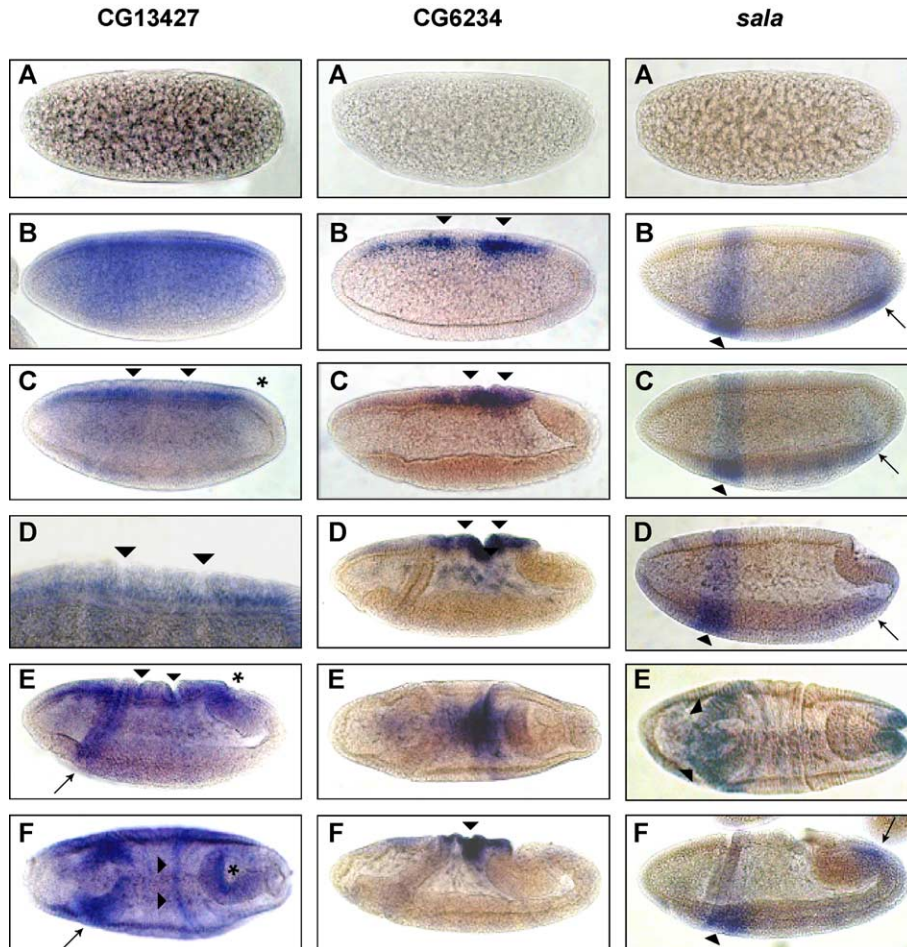 CG13427 CG6234 sala
A A A
B B B
C * C C
D D D
E * E E
F * F F